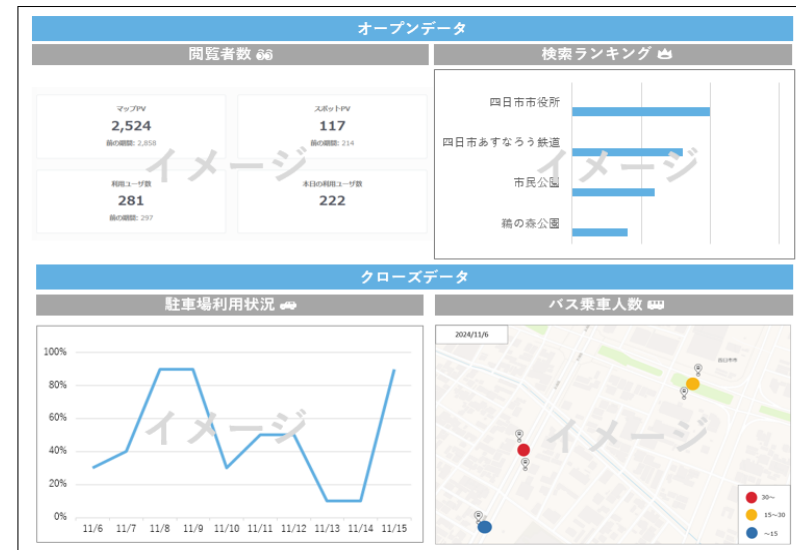 オープンデータ
閲覧者数
検索ランキング
マップPV
2,524
前の期間: 2,858
スポットPV
117
前の期間: 214
利用ユーザ数
281
前の期間: 297
本日の利用ユーザ数
222
イメージ
四日市市役所
四日市あすなろう鉄道
市民公園
鵜の森公園
イメージ
クローズデータ
駐車場利用状況
バス乗車人数
100%
80%
60%
40%
20%
0%
11/6 11/7 11/8 11/9 11/10 11/11 11/12 11/13 11/14 11/15
イメージ
2024/11/6
イメージ
30~
15~30
~15